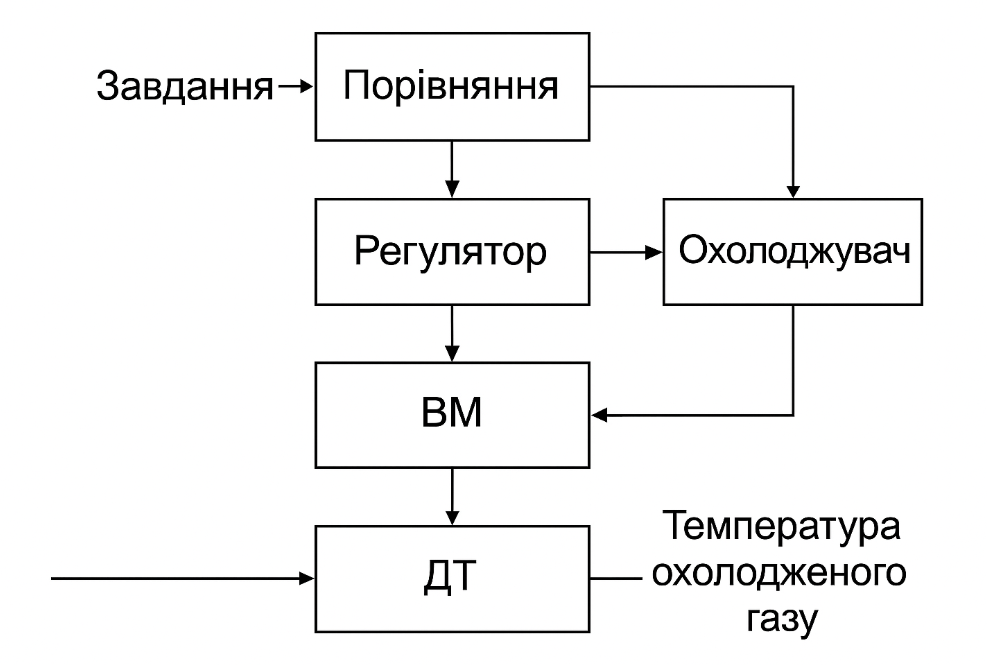 Завдання
Порівняння
Регулятор
Охолоджувач
ВМ
ДТ
Температура
охолодженого
газу